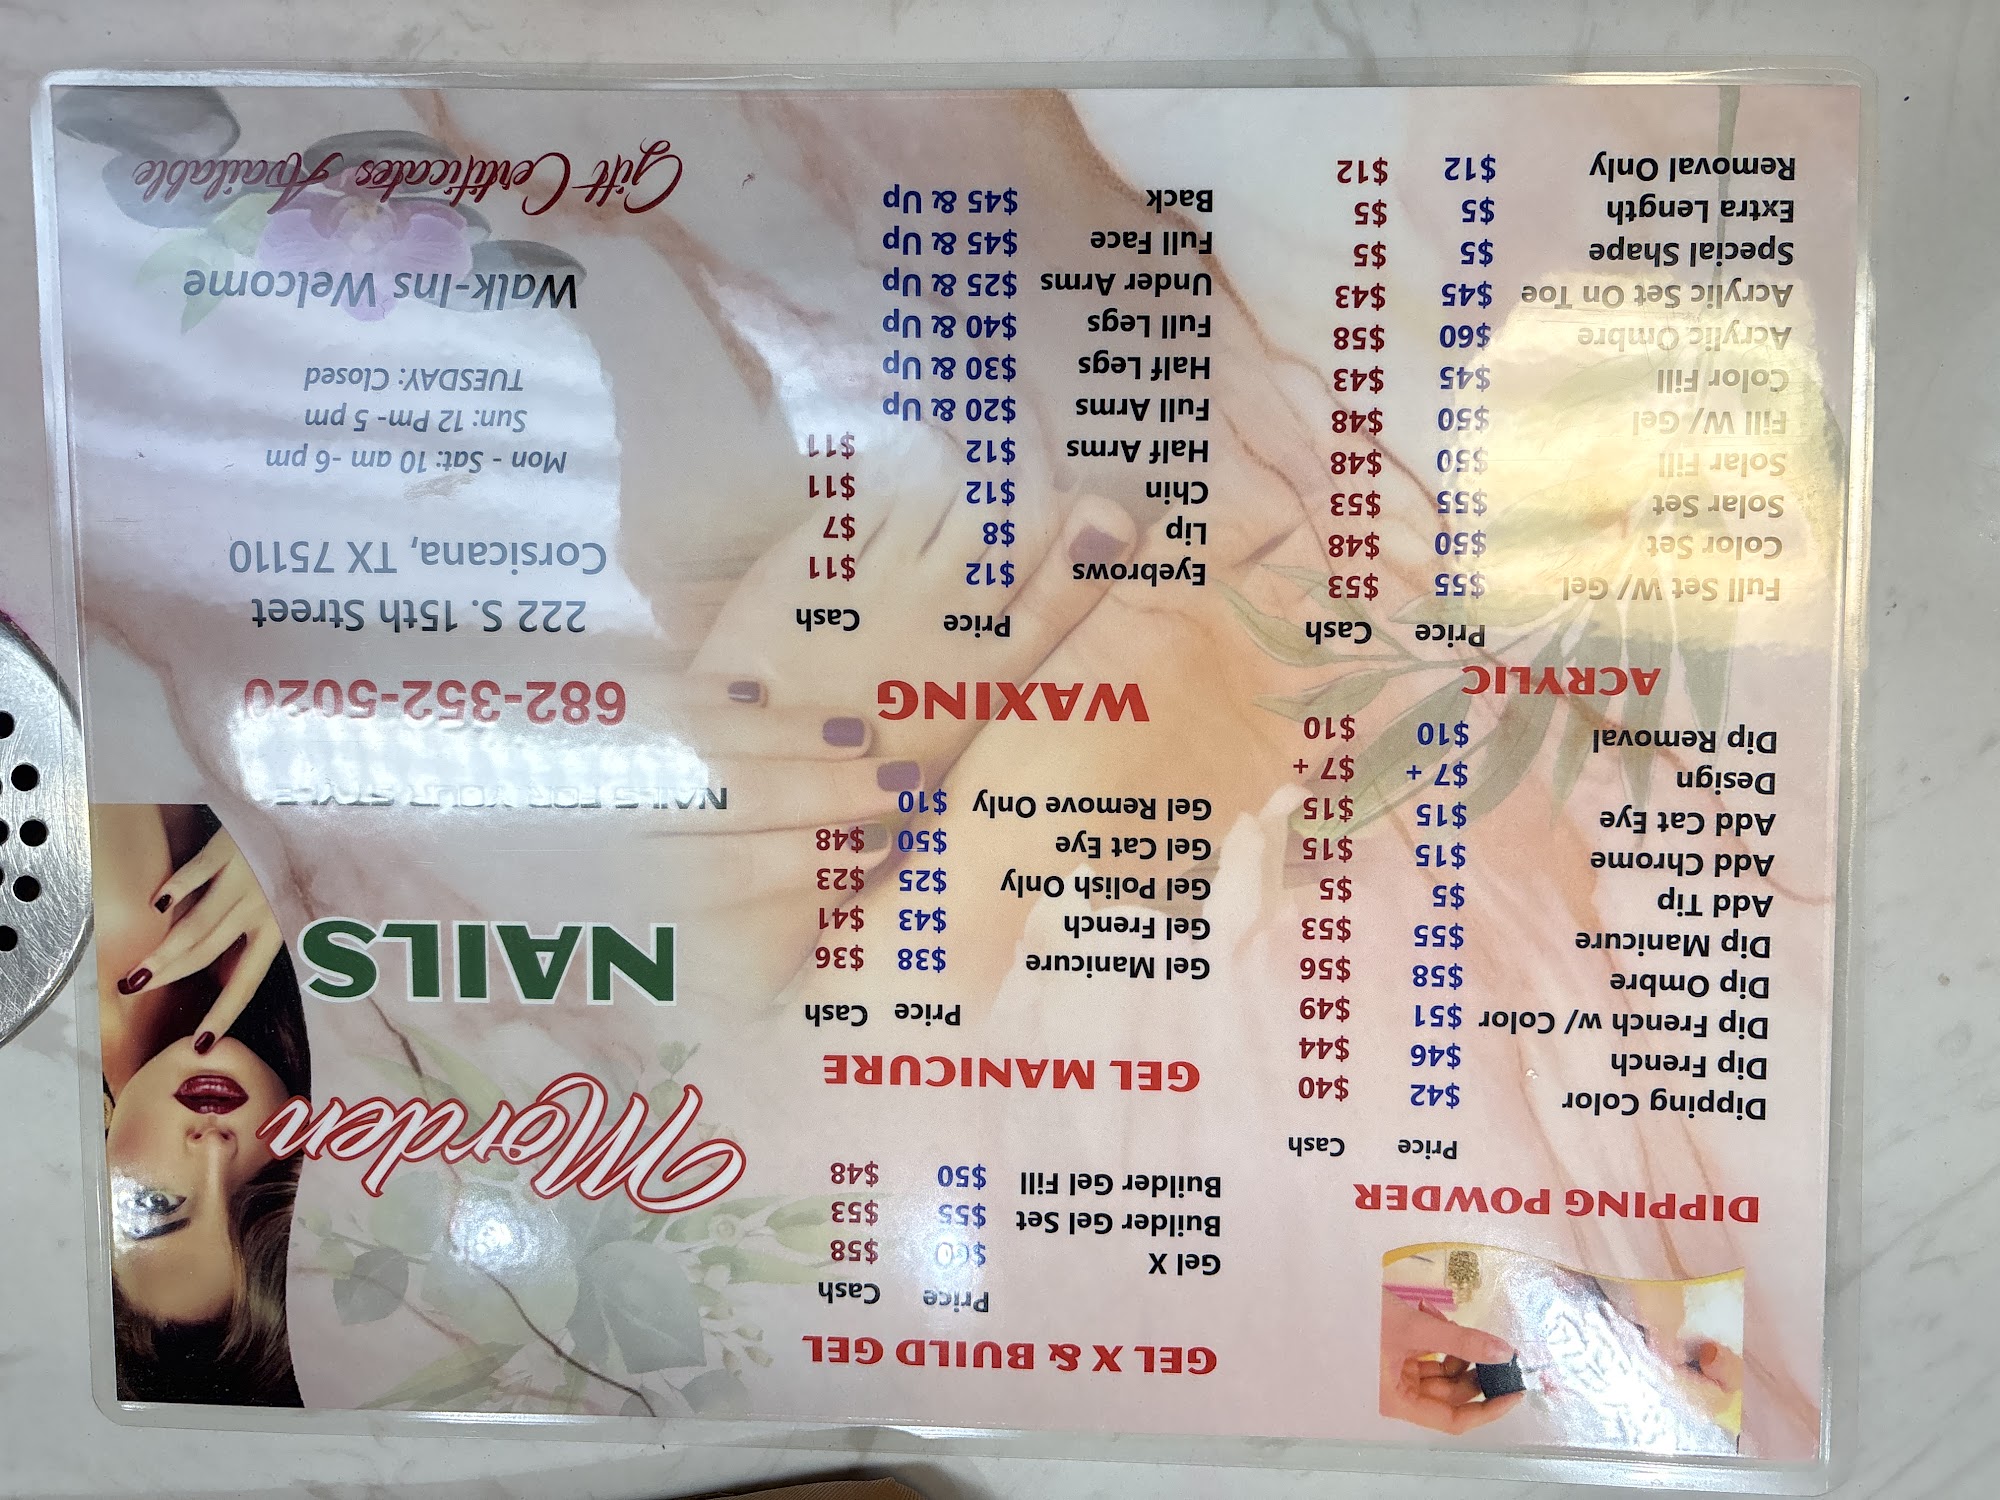 DIPPING POWDER
Price Cash
Dipping Color $42 $40
Dip French $46 $44
Dip French w/ Color $51 $49
Dip Ombre $58 $56
Dip Manicure $55 $53
Add Tip $5 $5
Add Chrome $15 $15
Add Cat Eye $15 $15
Design $7 + $7 +
Dip Removal $10 $10
ACRYLIC
Price Cash
Full Set W/ Gel $55 $53
Color Set $50 $48
Solar Set $55 $53
Solar Fill $50 $48
Fill W/ Gel $50 $48
Color Fill $45 $43
Acrylic Ombre $60 $58
Acrylic Set On Toe $45 $43
Special Shape $5 $5
Extra Length $5 $5
Removal Only $12 $12
GEL X & BUILD GEL
Price Cash
Gel X $60 $58
Builder Gel Set $55 $53
Builder Gel Fill $50 $48
GEL MANICURE
Price Cash
Gel Manicure $38 $36
Gel French $43 $41
Gel Polish Only $25 $23
Gel Cat Eye $50 $48
Gel Remove Only $10
WAXING
Price Cash
Eyebrows $12 $11
Lip $8 $7
Chin $12 $11
Half Arms $12 $11
Full Arms $20 & Up
Half Legs $30 & Up
Full Legs $40 & Up
Under Arms $25 & Up
Full Face $45 & Up
Back $45 & Up
Morden
NAILS
NAILS FOR YOUR STYLE
682-352-5020
222 S. 15th Street
Corsicana, TX 75110
Mon - Sat: 10 am -6 pm
Sun: 12 Pm- 5 pm
TUESDAY: Closed
Walk-Ins Welcome
Gift Certificates Available